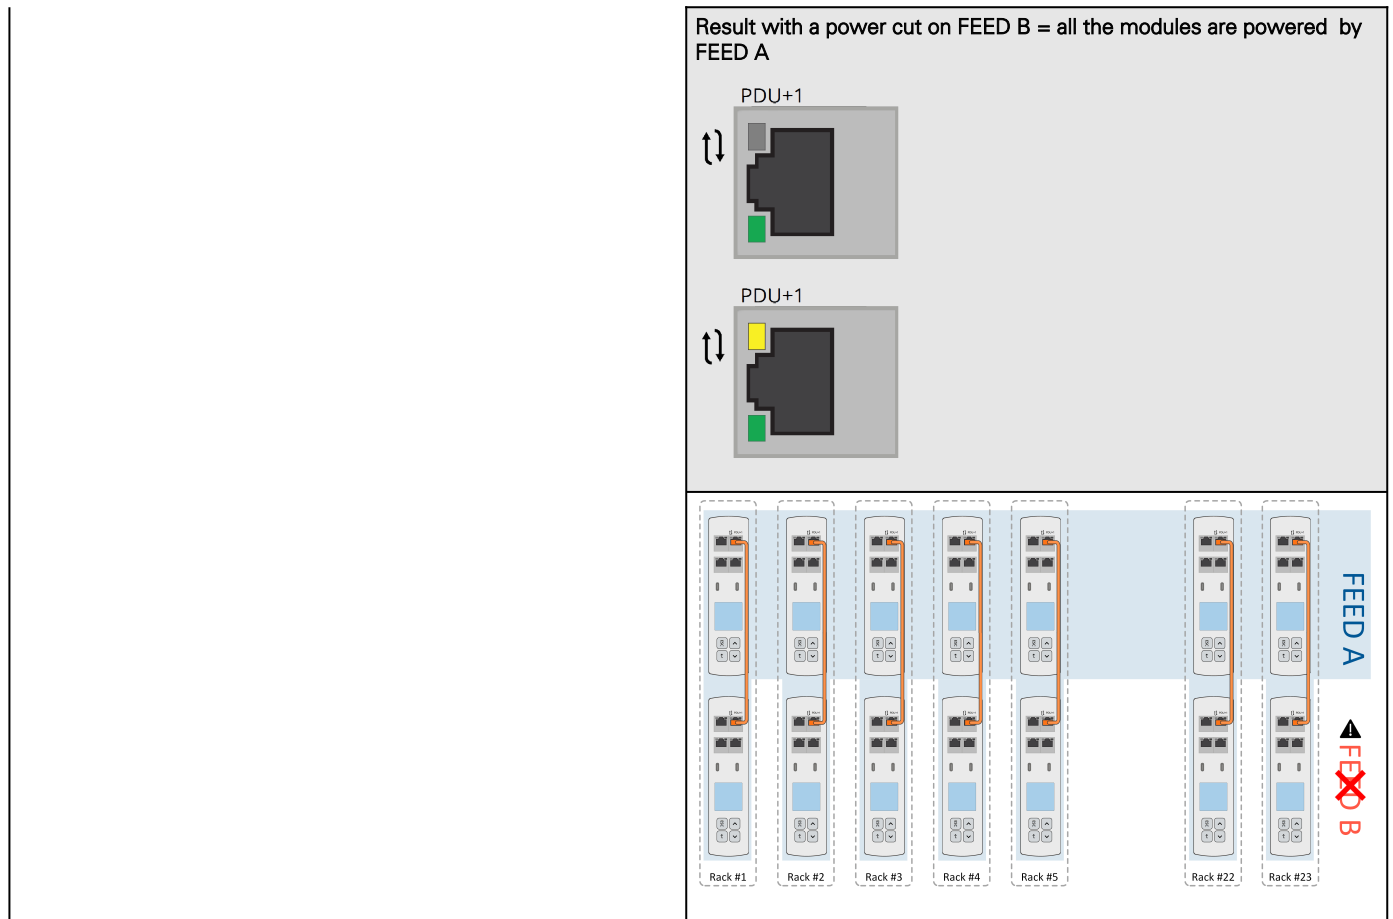 Result with a power cut on FEED B = all the modules are powered by
FEED A
PDU+1
PDU+1
FEED A
FEED B
Rack #1
Rack #2
Rack #3
Rack #4
Rack #5
Rack #22
Rack #23